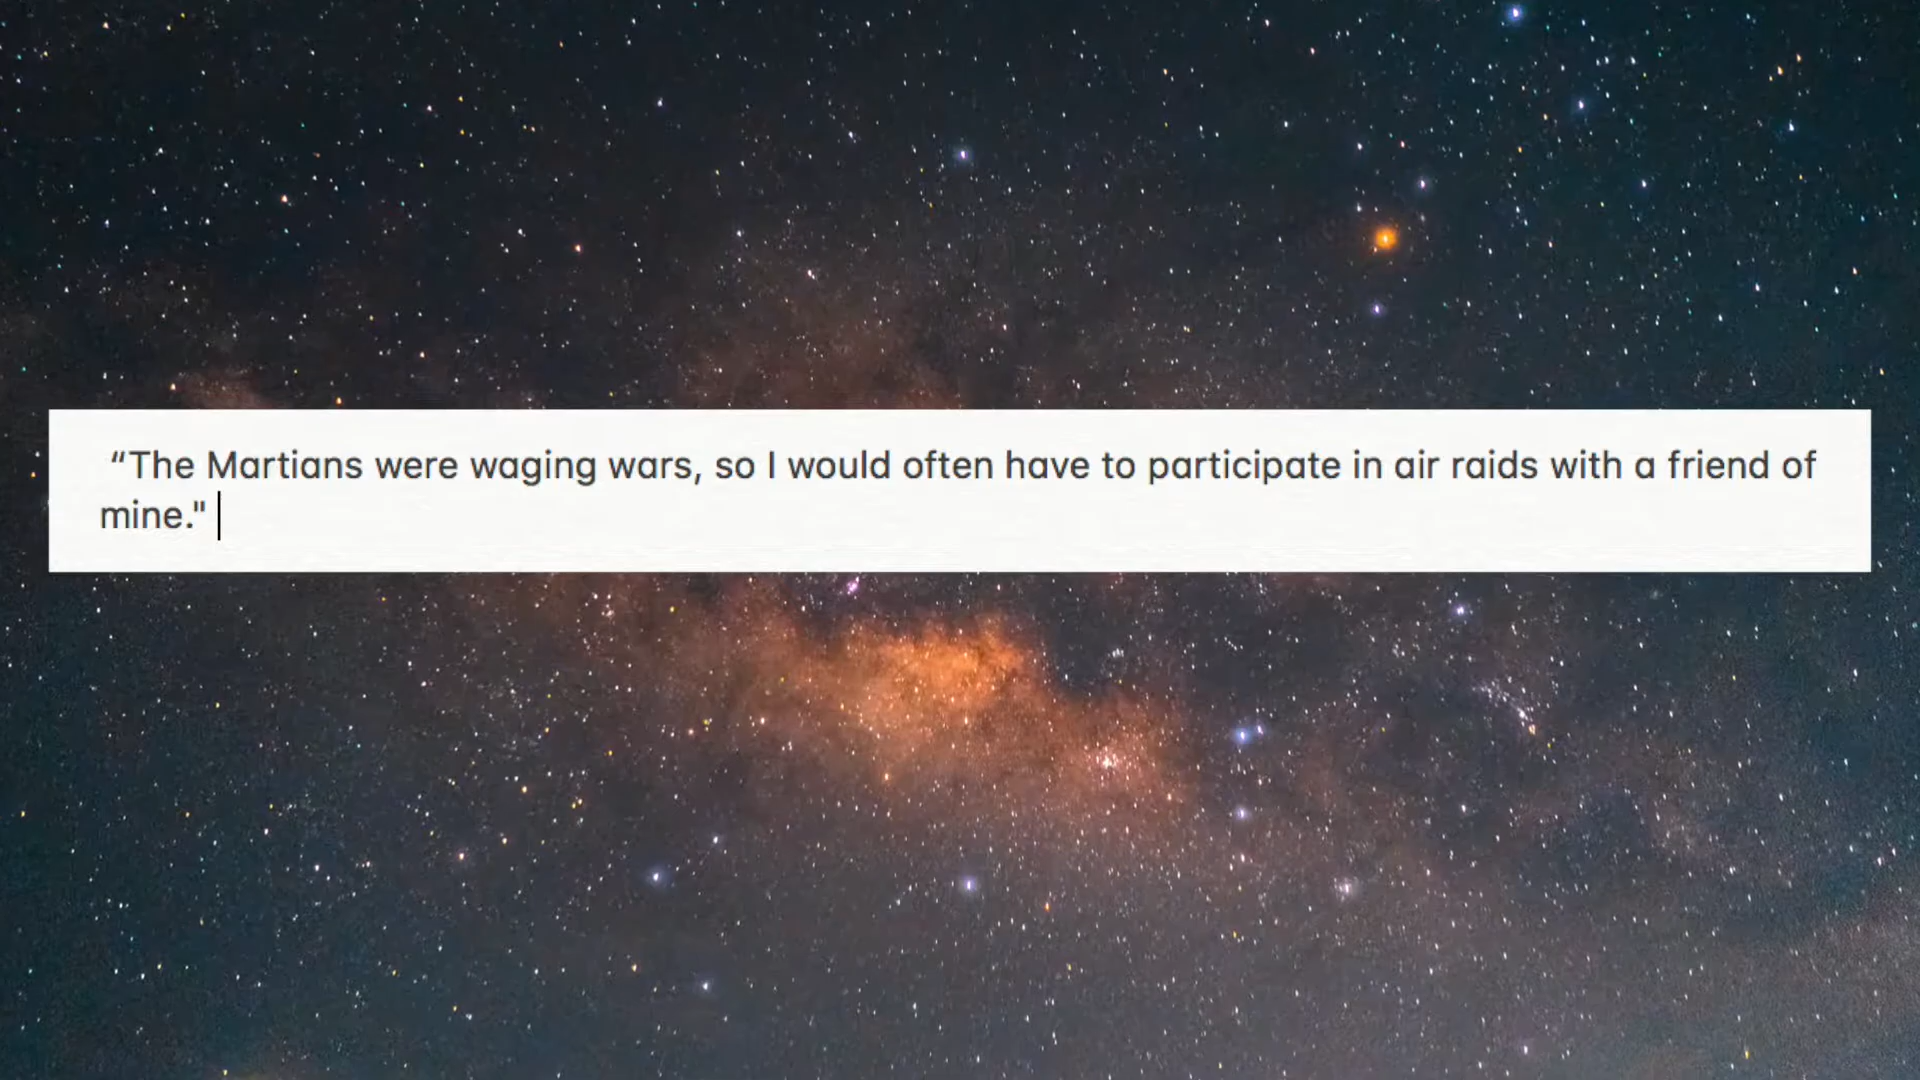 “The Martians were waging wars, so I would often have to participate in air raids with a friend of
mine."